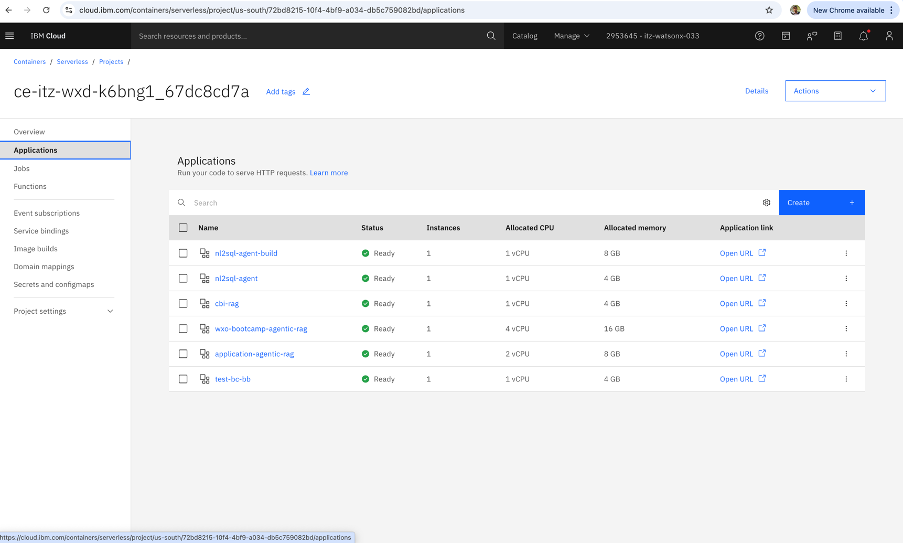 cloud.ibm.com/containers/serverless/project/us-south/72bd8215-10f4-4bf9-a034-db5c759082bd/applications
New Chrome available
IBM Cloud
Search resources and products...
Catalog
Manage
2953645 - itz-watsonx-033
Containers / Serverless / Projects /
ce-itz-wxd-k6bng1_67dc8cd7a
Add tags
Details
Actions
Overview
Applications
Jobs
Functions
Event subscriptions
Service bindings
Image builds
Domain mappings
Secrets and configmaps
Project settings
Applications
Run your code to serve HTTP requests. Learn more
Search
Create +
Name Status Instances Allocated CPU Allocated memory Application link
nl2sql-agent-build Ready 1 1 vCPU 8 GB Open URL
nl2sql-agent Ready 1 1 vCPU 4 GB Open URL
cbi-rag Ready 1 1 vCPU 4 GB Open URL
wxo-bootcamp-agentic-rag Ready 1 4 vCPU 16 GB Open URL
application-agentic-rag Ready 1 2 vCPU 8 GB Open URL
test-bc-bb Ready 1 1 vCPU 4 GB Open URL
https://cloud.ibm.com/containers/serverless/project/us-south/72bd8215-10f4-4bf9-a034-db5c759082bd/applications